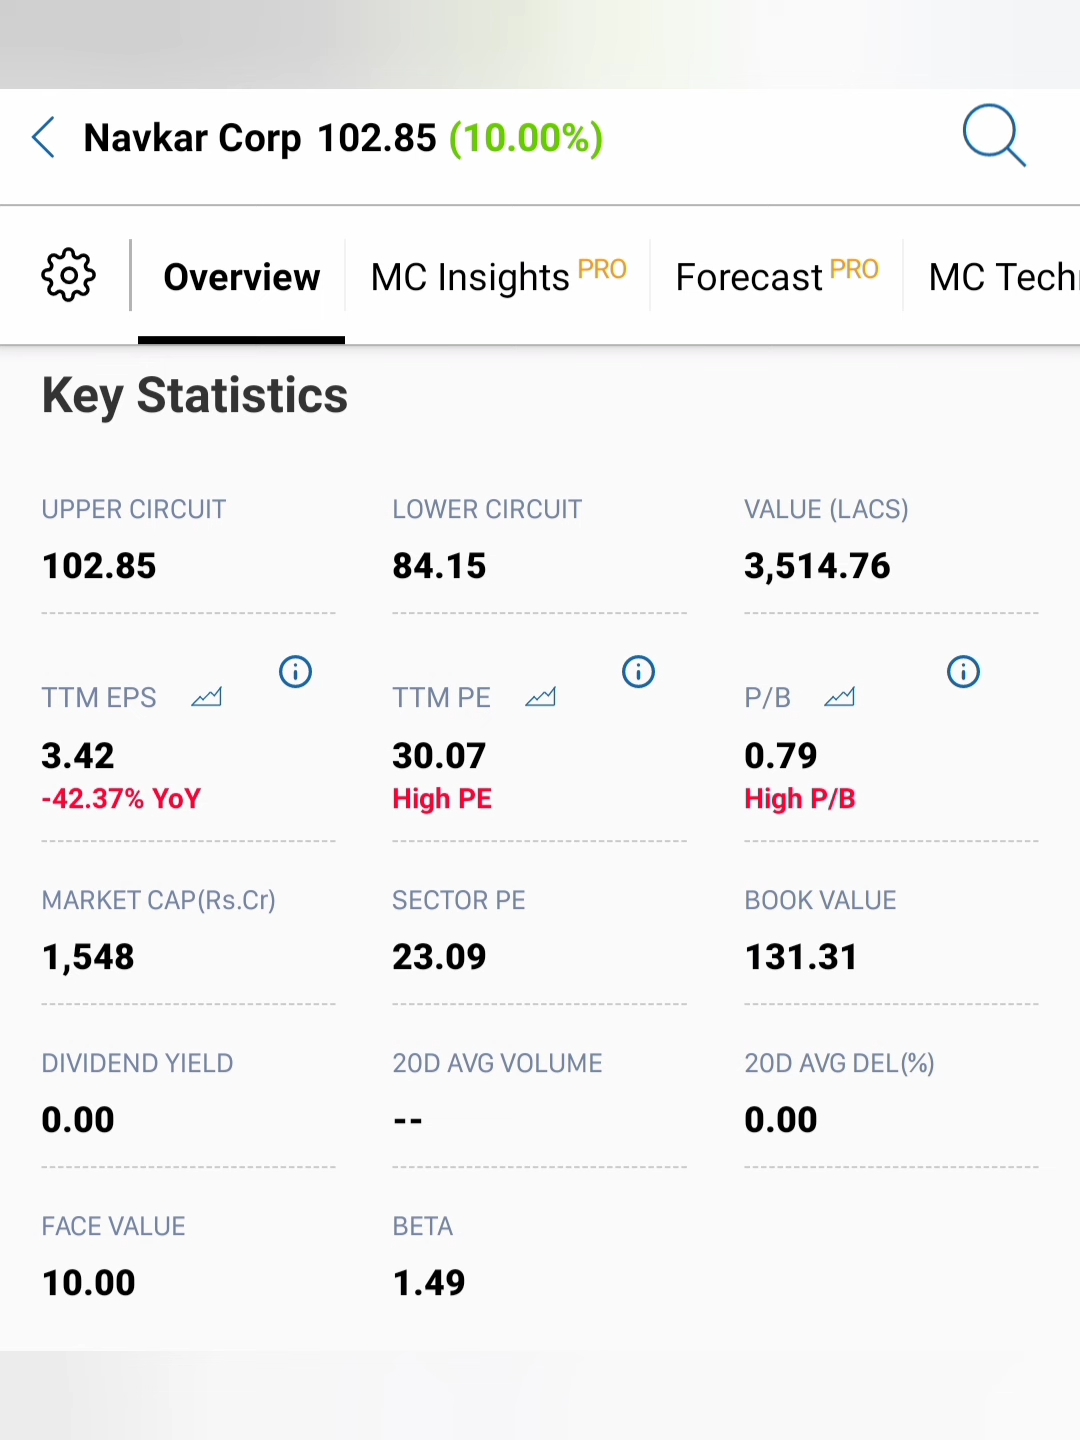 Navkar Corp 102.85 (10.00%)
Overview MC Insights PRO Forecast PRO MC Techn
Key Statistics
UPPER CIRCUIT LOWER CIRCUIT VALUE (LACS)
102.85 84.15 3,514.76
TTM EPS TTM PE P/B
3.42 30.07 0.79
-42.37% YoY High PE High P/B
MARKET CAP(Rs.Cr) SECTOR PE BOOK VALUE
1,548 23.09 131.31
DIVIDEND YIELD 20D AVG VOLUME 20D AVG DEL(%)
0.00 -- 0.00
FACE VALUE BETA
10.00 1.49